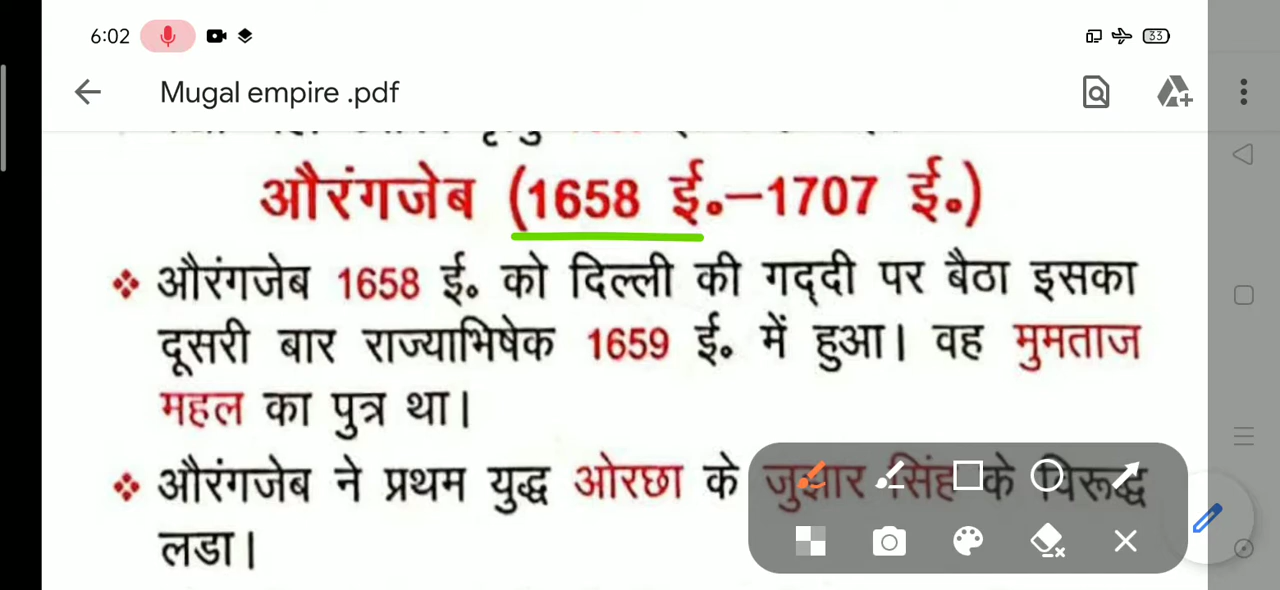 6:02
33
Mugal empire .pdf
औरंगजेब (1658 ई०–1707 ई०)
❖ औरंगजेब 1658 ई० को दिल्ली की गद्दी पर बैठा इसका
दूसरी बार राज्याभिषेक 1659 ई० में हुआ। वह मुमताज
महल का पुत्र था।
❖ औरंगजेब ने प्रथम युद्ध ओरछा के जुझार सिंह के विरूद्ध
लडा।